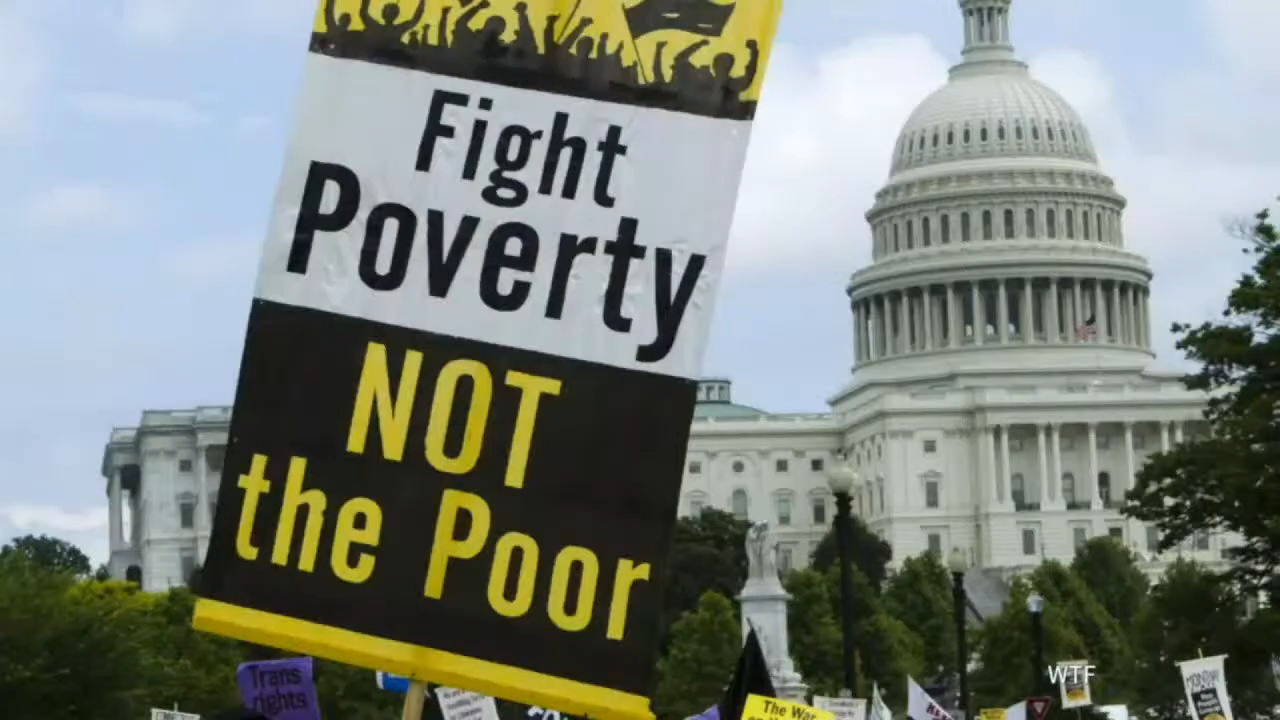 Fight
Poverty
NOT
the Poor
Trans
rights
The War
WTF